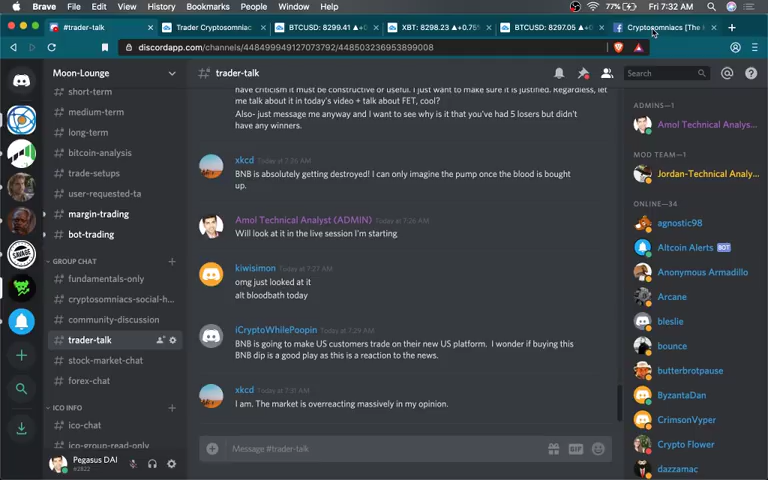 Brave File Edit View History Bookmarks Window Help
77% Fri 7:32 AM
#trader-talk
Trader Cryptosomniac
BTCUSD: 8299.41 ▲+0
XBT: 8298.23 ▲+0.75
BTCUSD: 8297.05 ▲+0
Cryptosomniacs [The
discordapp.com/channels/448499949127073792/448503236953899008
Moon-Lounge
# trader-talk
Search
# short-term
# medium-term
# long-term
# bitcoin-analysis
# trade-setups
# user-requested-ta
# margin-trading
# bot-trading
GROUP CHAT
# fundamentals-only
# cryptosomniacs-social-h...
# community-discussion
# trader-talk
# stock-market-chat
# forex-chat
ICO INFO
# ico-chat
# ico-group-read-only
Pegasus DAI
#2822
have criticism it must be constructive or useful. I just want to make sure it is justified. Regardless, let
me talk about it in today's video + talk about FET, cool?
Also- just message me anyway and I want to see why is it that you've had 5 losers but didn't
have any winners.
xkcd Today at 7:26 AM
BNB is absolutely getting destroyed! I can only imagine the pump once the blood is bought
up.
Amol Technical Analyst (ADMIN) Today at 7:26 AM
Will look at it in the live session I'm starting
kiwisimon Today at 7:27 AM
omg just looked at it
alt bloodbath today
iCryptoWhilePoopin Today at 7:29 AM
BNB is going to make US customers trade on their new US platform. I wonder if buying this
BNB dip is a good play as this is a reaction to the news.
xkcd Today at 7:31 AM
I am. The market is overreacting massively in my opinion.
Message #trader-talk
GIF
ADMINS—1
Amol Technical Analys...
MOD TEAM—1
Jordan-Technical Analy...
ONLINE—34
agnostic98
Altcoin Alerts BOT
Anonymous Armadillo
Arcane
bleslie
bounce
butterbrotpause
ByzantaDan
CrimsonVyper
Crypto Flower
dazzamac
SAVAGE